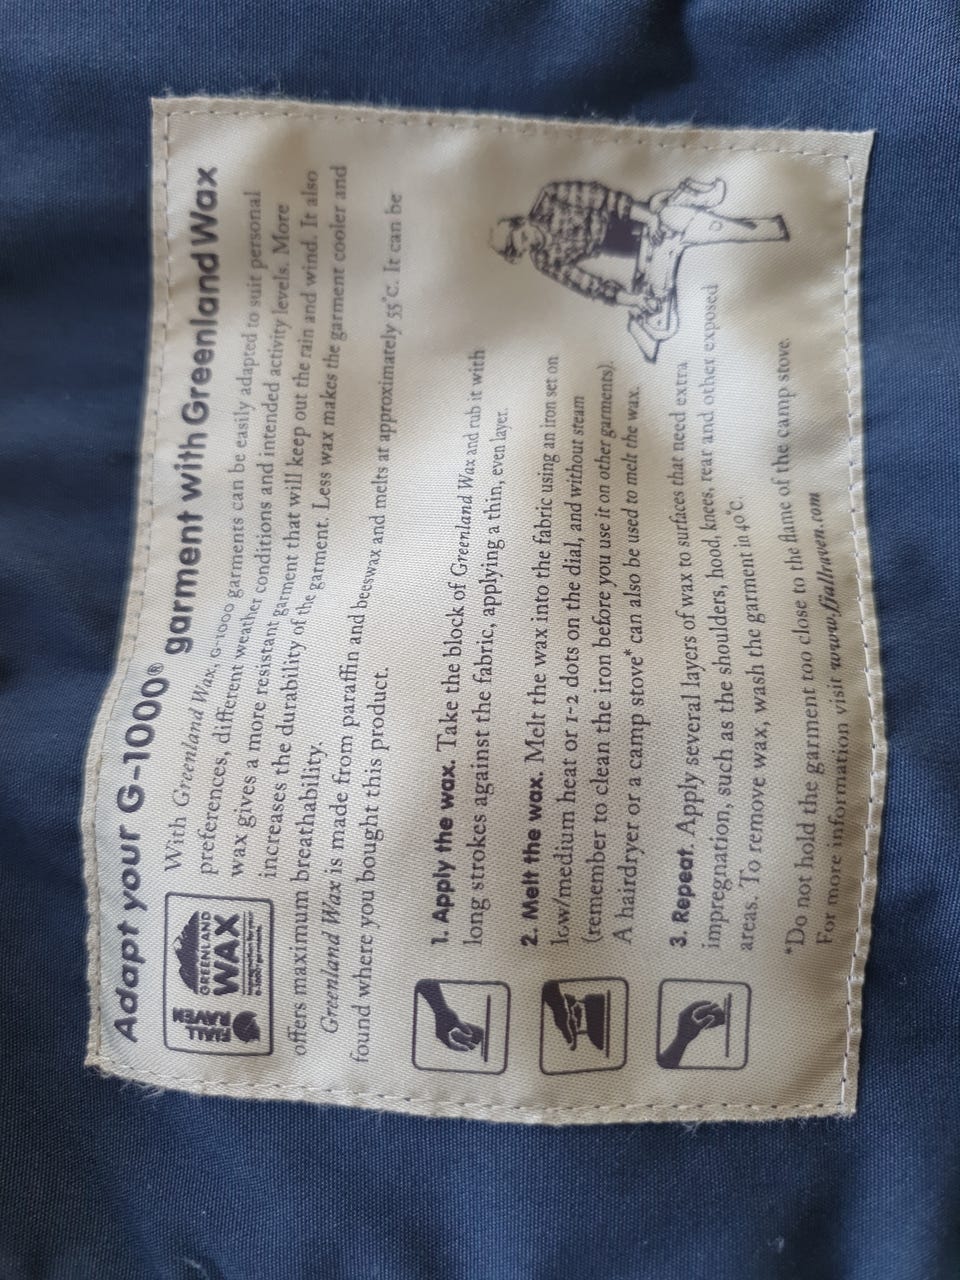 Adapt your G-1000® garment with Greenland Wax
FJÄLL
RÄVEN
GREENLAND
WAX
With Greenland Wax, G-1000 garments can be easily adapted to suit personal
preferences, different weather conditions and intended activity levels. More
wax gives a more resistant garment that will keep out the rain and wind. It also
increases the durability of the garment. Less wax makes the garment cooler and
offers maximum breathability.
Greenland Wax is made from paraffin and beeswax and melts at approximately 55°C. It can be
found where you bought this product.
1. Apply the wax. Take the block of Greenland Wax and rub it with
long strokes against the fabric, applying a thin, even layer.
2. Melt the wax. Melt the wax into the fabric using an iron set on
low/medium heat or 1-2 dots on the dial, and without steam
(remember to clean the iron before you use it on other garments).
A hairdryer or a camp stove* can also be used to melt the wax.
3. Repeat. Apply several layers of wax to surfaces that need extra
impregnation, such as the shoulders, hood, knees, rear and other exposed
areas. To remove wax, wash the garment in 40°C.
*Do not hold the garment too close to the flame of the camp stove.
For more information visit www.fjallraven.com